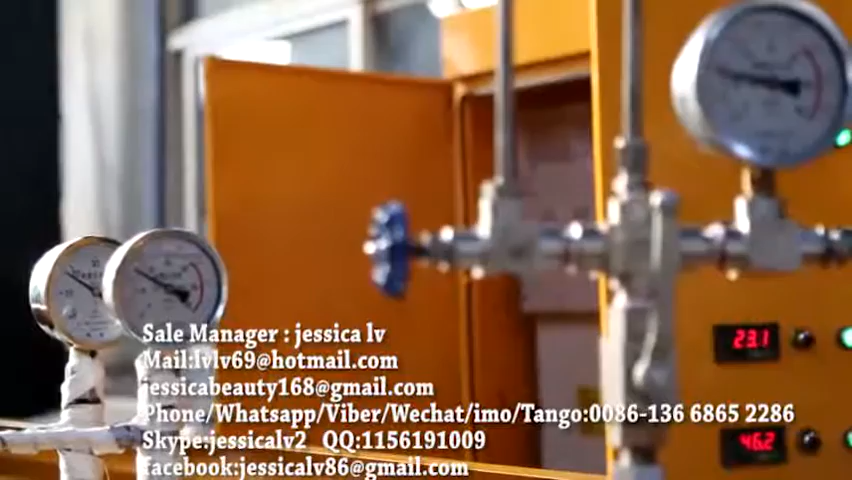 23.1
Sale Manager : jessica lv
Mail:lvlv69@hotmail.com
jessicabeauty168@gmail.com
Phone/Whatsapp/Viber/Wechat/imo/Tango:0086-136 6865 2286
Skype:jessicalv2 QQ:1156191009
46.2
facebook:jessicalv86@gmail.com